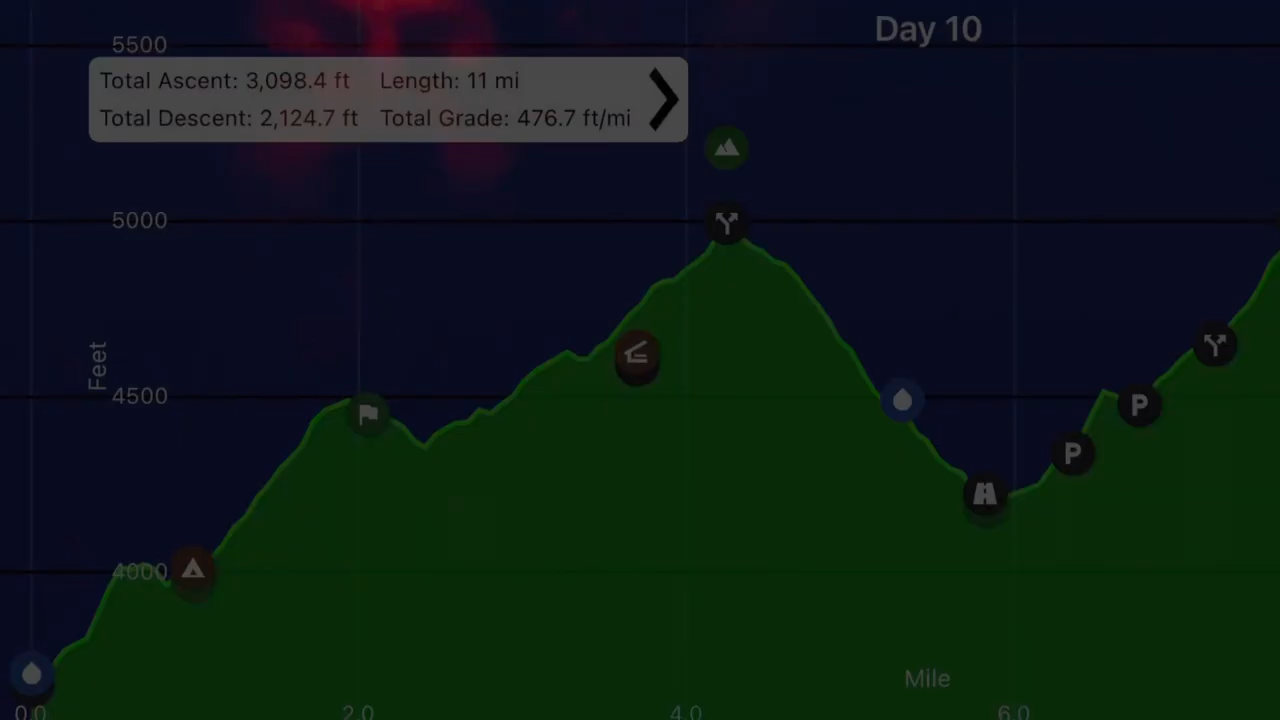 Day 10
5500
Total Ascent: 3,098.4 ft Length: 11 mi
Total Descent: 2,124.7 ft Total Grade: 476.7 ft/mi
5000
Feet
4500
P
P
4000
Mile
0.0 2.0 4.0 6.0